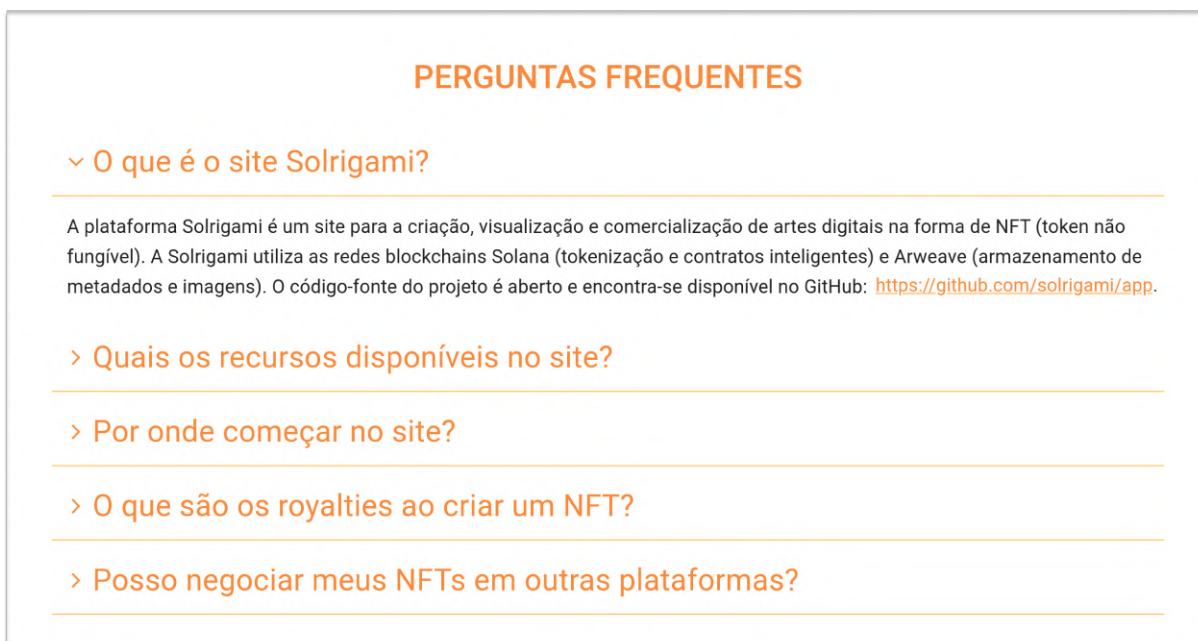 PERGUNTAS FREQUENTES
O que é o site Solrigami?
A plataforma Solrigami é um site para a criação, visualização e comercialização de artes digitais na forma de NFT (token não
fungível). A Solrigami utiliza as redes blockchains Solana (tokenização e contratos inteligentes) e Arweave (armazenamento de
metadados e imagens). O código-fonte do projeto é aberto e encontra-se disponível no GitHub: https://github.com/solrigami/app.
Quais os recursos disponíveis no site?
Por onde começar no site?
O que são os royalties ao criar um NFT?
Posso negociar meus NFTs em outras plataformas?